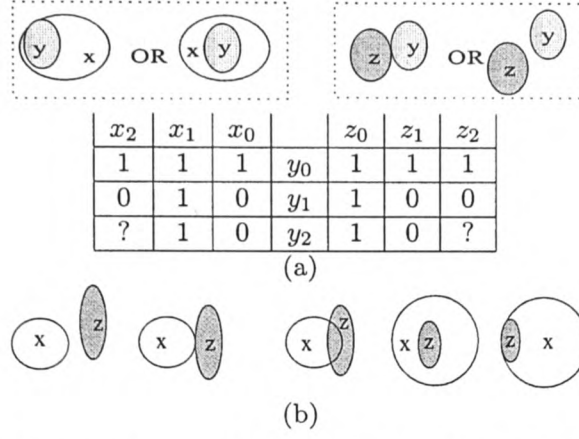 y x OR x y z y OR z y
x₂ x₁ x₀ z₀ z₁ z₂
1 1 1 y₀ 1 1 1
0 1 0 y₁ 1 0 0
? 1 0 y₂ 1 0 ?
(a)
x z x z x z x z z x
(b)